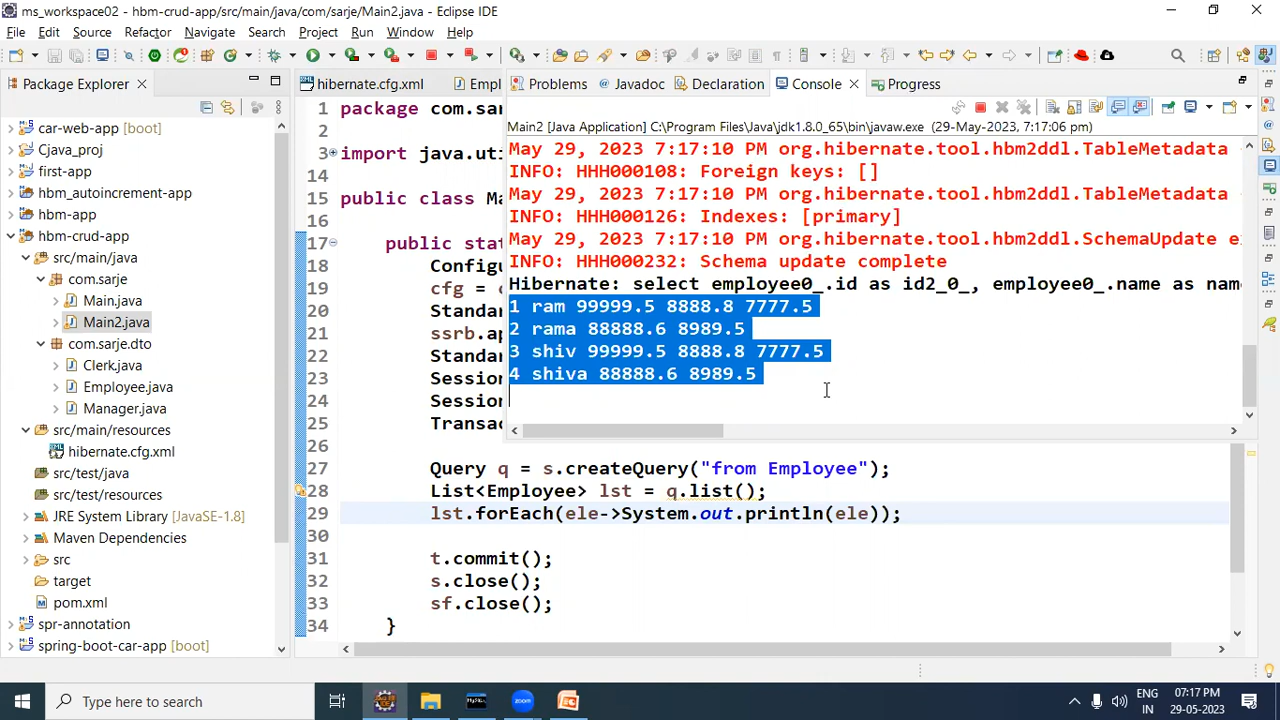 ms_workspace02 - hbm-crud-app/src/main/java/com/sarje/Main2.java - Eclipse IDE
File Edit Source Refactor Navigate Search Project Run Window Help
Package Explorer
car-web-app [boot]
Cjava_proj
first-app
hbm_autoincrement-app
hbm-app
hbm-crud-app
src/main/java
com.sarje
Main.java
Main2.java
com.sarje.dto
Clerk.java
Employee.java
Manager.java
src/main/resources
hibernate.cfg.xml
src/test/java
src/test/resources
JRE System Library [JavaSE-1.8]
Maven Dependencies
src
target
pom.xml
spr-annotation
spring-boot-car-app [boot]
hibernate.cfg.xml Empl
1 package com.sar
2
3 import java.uti
14
15 public class Ma
16
17 public stat
18 Configu
19 cfg = c
20 Standar
21 ssrb.ap
22 Standar
23 Session
24 Session
25 Transac
26
27 Query q = s.createQuery("from Employee");
28 List<Employee> lst = q.list();
29 lst.forEach(ele->System.out.println(ele));
30
31 t.commit();
32 s.close();
33 sf.close();
34 }
Problems Javadoc Declaration Console Progress
Main2 [Java Application] C:\Program Files\Java\jdk1.8.0_65\bin\javaw.exe (29-May-2023, 7:17:06 pm)
May 29, 2023 7:17:10 PM org.hibernate.tool.hbm2ddl.TableMetadata
INFO: HHH000108: Foreign keys: []
May 29, 2023 7:17:10 PM org.hibernate.tool.hbm2ddl.TableMetadata
INFO: HHH000126: Indexes: [primary]
May 29, 2023 7:17:10 PM org.hibernate.tool.hbm2ddl.SchemaUpdate e
INFO: HHH000232: Schema update complete
Hibernate: select employee0_.id as id2_0_, employee0_.name as name
1 ram 99999.5 8888.8 7777.5
2 rama 88888.6 8989.5
3 shiv 99999.5 8888.8 7777.5
4 shiva 88888.6 8989.5
Type here to search
ENG
IN
07:17 PM
29-05-2023